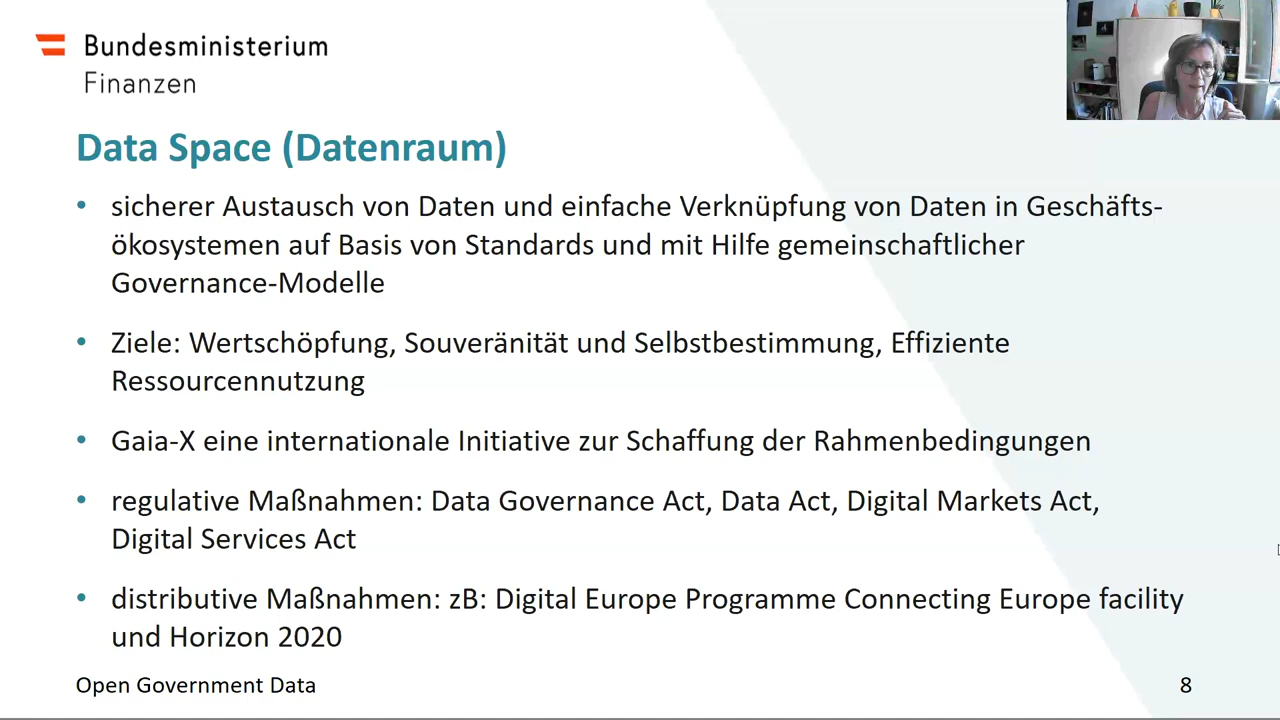 Bundesministerium
Finanzen
Data Space (Datenraum)
• sicherer Austausch von Daten und einfache Verknüpfung von Daten in Geschäfts-
ökosystemen auf Basis von Standards und mit Hilfe gemeinschaftlicher
Governance-Modelle
• Ziele: Wertschöpfung, Souveränität und Selbstbestimmung, Effiziente
Ressourcennutzung
• Gaia-X eine internationale Initiative zur Schaffung der Rahmenbedingungen
• regulative Maßnahmen: Data Governance Act, Data Act, Digital Markets Act,
Digital Services Act
• distributive Maßnahmen: zB: Digital Europe Programme Connecting Europe facility
und Horizon 2020
Open Government Data
8